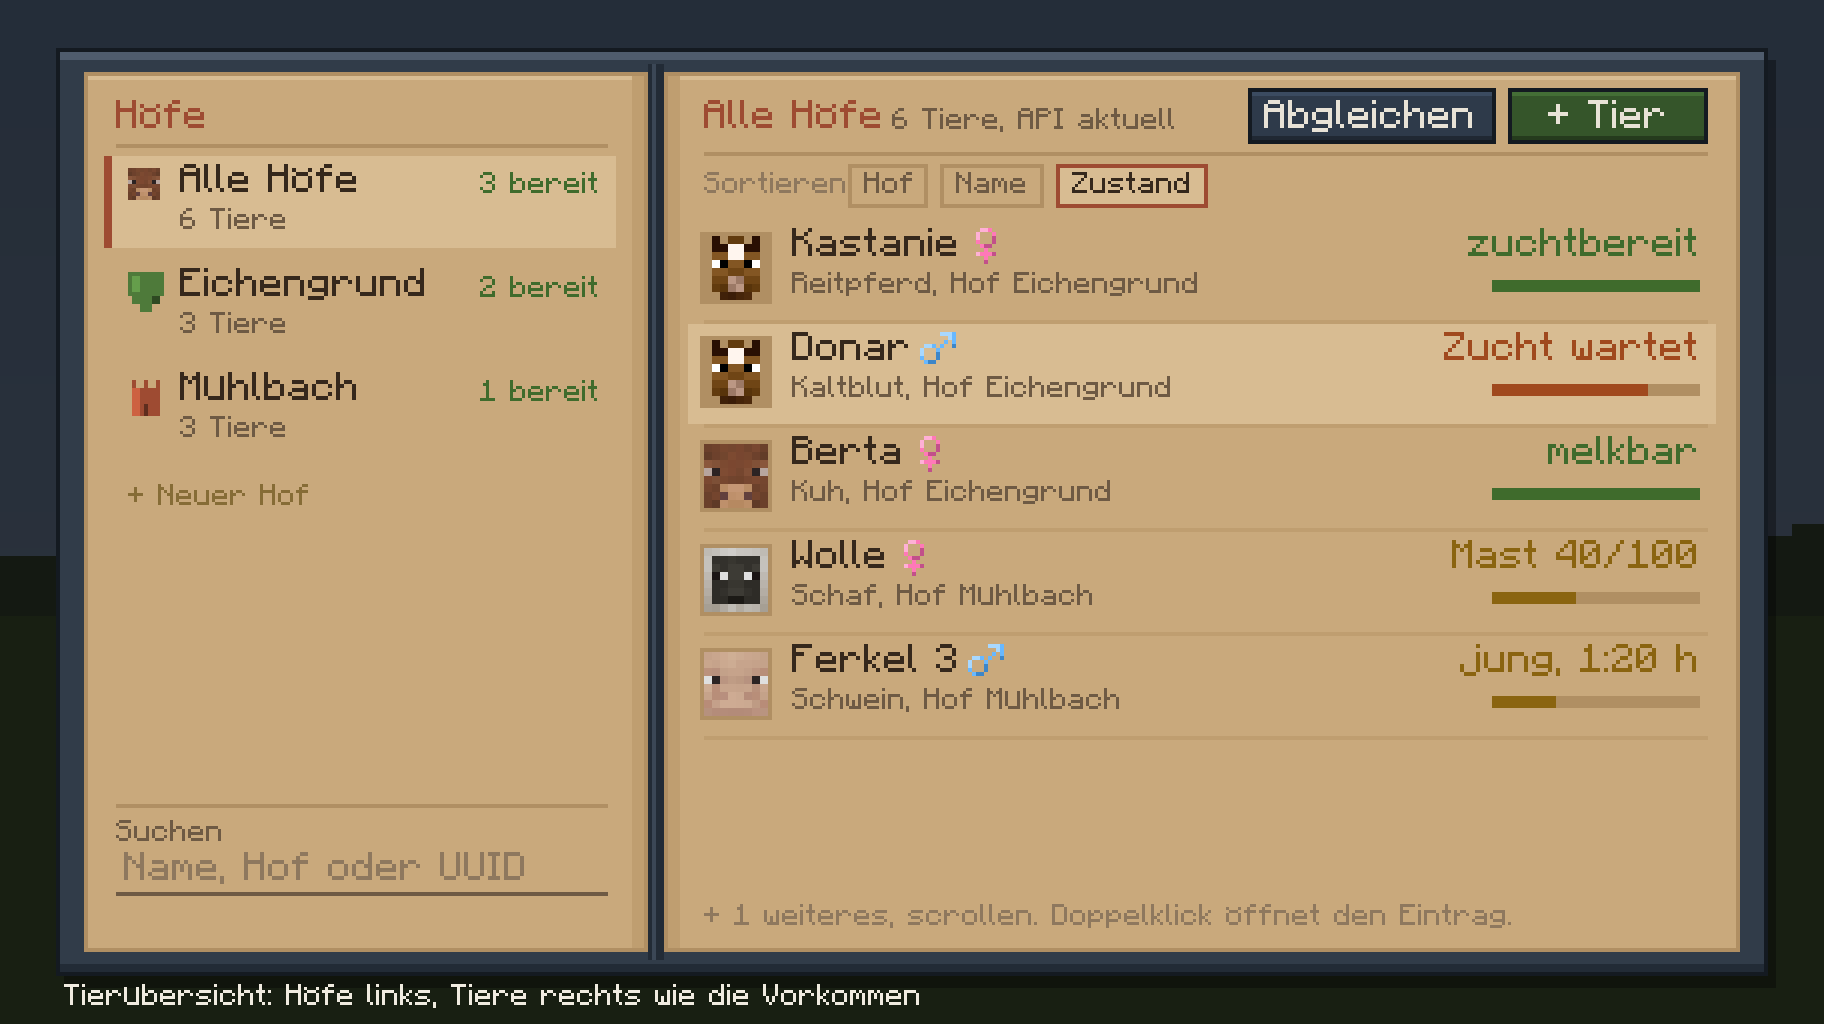 Höfe
Alle Höfe 3 bereit
6 Tiere
Eichengrund 2 bereit
3 Tiere
Mühlbach 1 bereit
3 Tiere
+ Neuer Hof
Suchen
Name, Hof oder UUID
Alle Höfe 6 Tiere, API aktuell Abgleichen + Tier
Sortieren Hof Name Zustand
Kastanie ♀ zuchtbereit
Reitpferd, Hof Eichengrund
Donar ♂ Zucht wartet
Kaltblut, Hof Eichengrund
Berta ♀ melkbar
Kuh, Hof Eichengrund
Wolle ♀ Mast 40/100
Schaf, Hof Mühlbach
Ferkel 3 ♂ jung, 1:20 h
Schwein, Hof Mühlbach
+ 1 weiteres, scrollen. Doppelklick öffnet den Eintrag.
Tierübersicht: Höfe links, Tiere rechts wie die Vorkommen